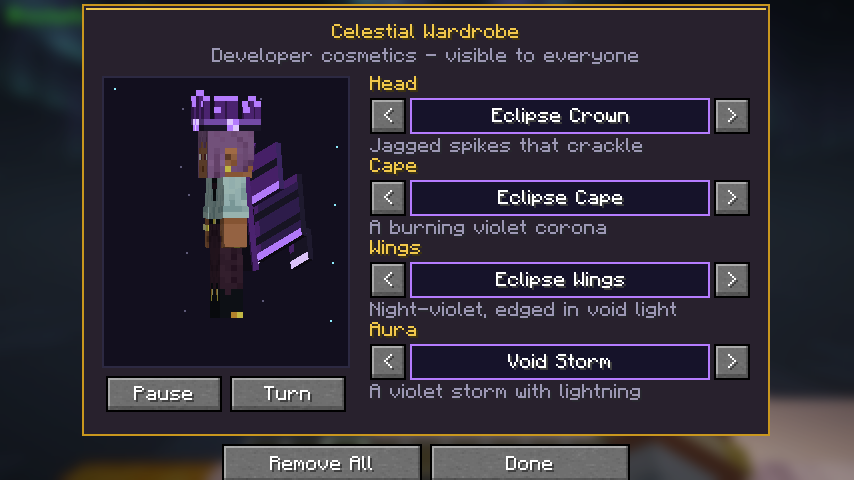 Celestial Wardrobe
Developer cosmetics – visible to everyone
Head
< Eclipse Crown >
Jagged spikes that crackle
Cape
< Eclipse Cape >
A burning violet corona
Wings
< Eclipse Wings >
Night-violet, edged in void light
Aura
< Void Storm >
A violet storm with lightning
Pause
Turn
Remove All
Done